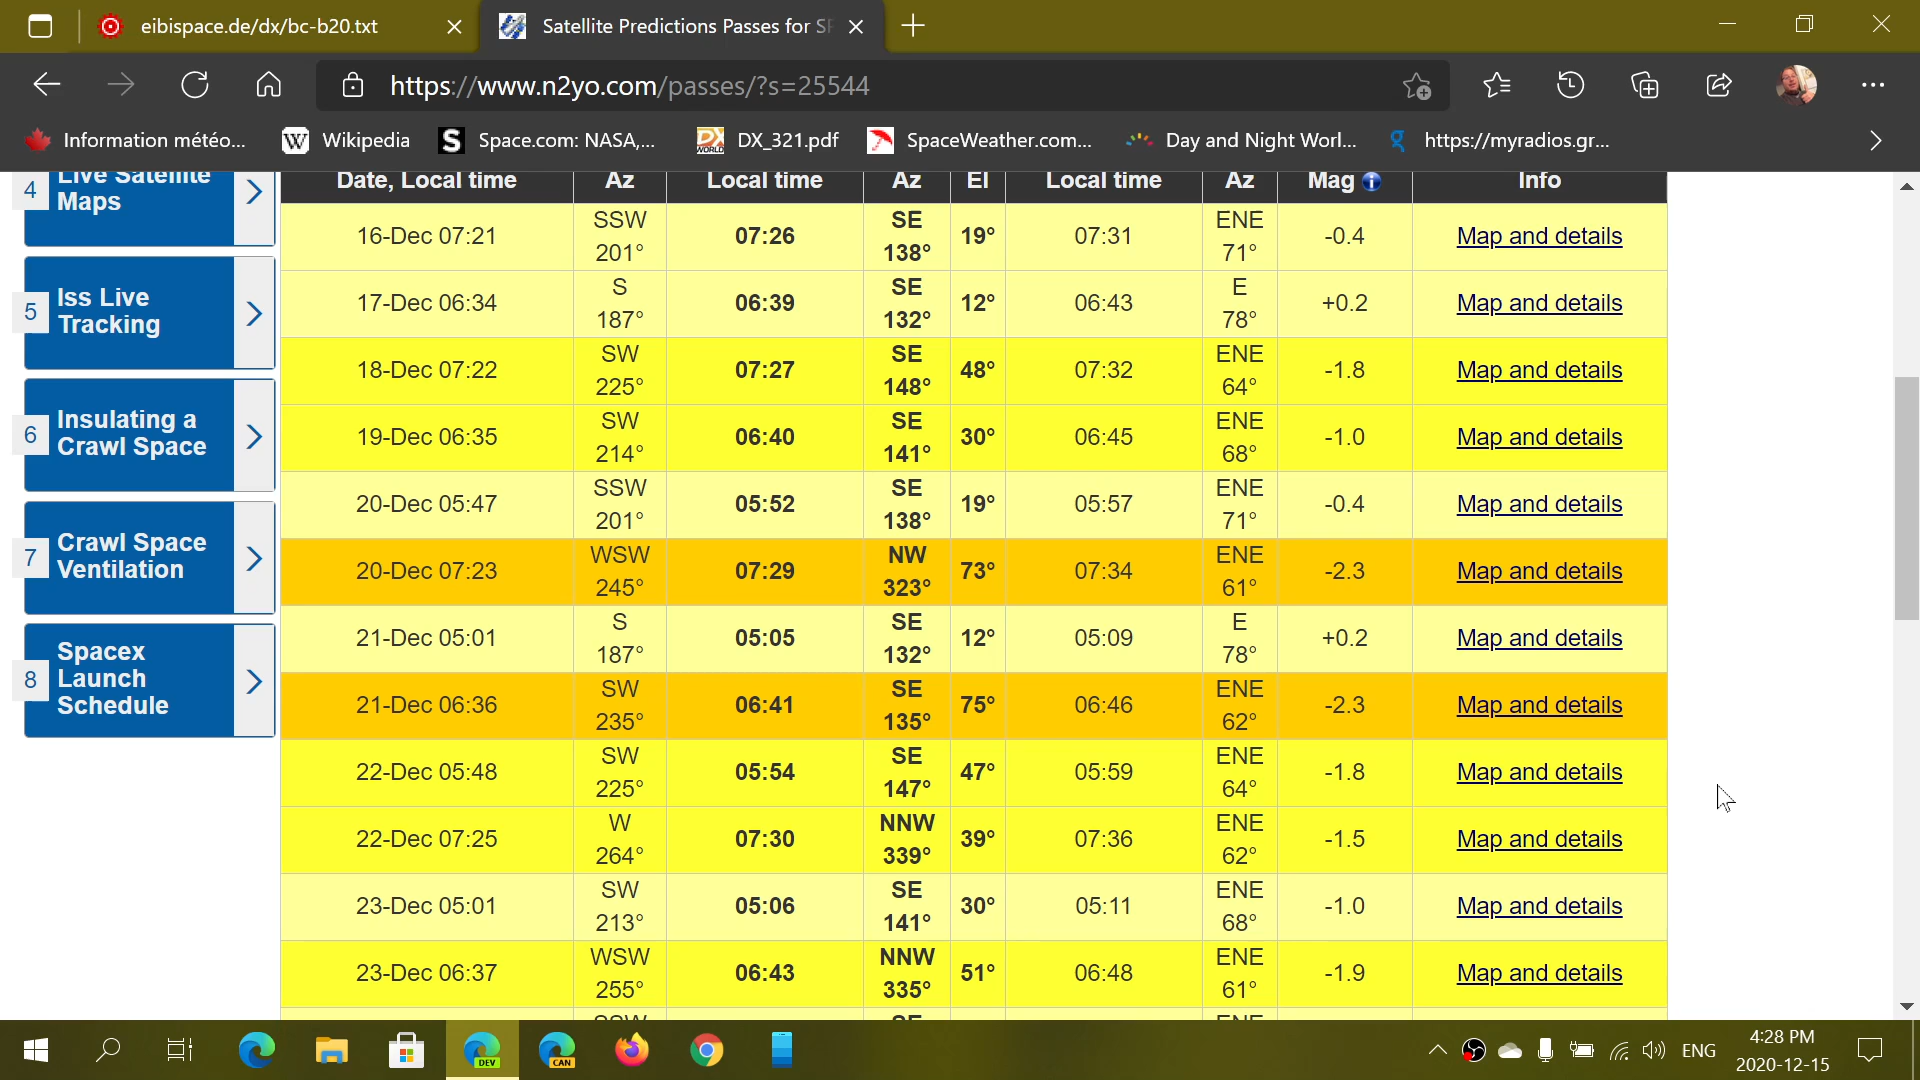 eibispace.de/dx/bc-b20.txt
Satellite Predictions Passes for SP
https://www.n2yo.com/passes/?s=25544
Information météo...
Wikipedia
Space.com: NASA,...
DX_321.pdf
SpaceWeather.com...
Day and Night Worl...
https://myradios.gr...
4 Live Satellite
Maps
5 Iss Live
Tracking
6 Insulating a
Crawl Space
7 Crawl Space
Ventilation
8 Spacex
Launch
Schedule
Date, Local time Az Local time Az El Local time Az Mag Info
16-Dec 07:21 SSW 201° 07:26 SE 138° 19° 07:31 ENE 71° -0.4 Map and details
17-Dec 06:34 S 187° 06:39 SE 132° 12° 06:43 E 78° +0.2 Map and details
18-Dec 07:22 SW 225° 07:27 SE 148° 48° 07:32 ENE 64° -1.8 Map and details
19-Dec 06:35 SW 214° 06:40 SE 141° 30° 06:45 ENE 68° -1.0 Map and details
20-Dec 05:47 SSW 201° 05:52 SE 138° 19° 05:57 ENE 71° -0.4 Map and details
20-Dec 07:23 WSW 245° 07:29 NW 323° 73° 07:34 ENE 61° -2.3 Map and details
21-Dec 05:01 S 187° 05:05 SE 132° 12° 05:09 E 78° +0.2 Map and details
21-Dec 06:36 SW 235° 06:41 SE 135° 75° 06:46 ENE 62° -2.3 Map and details
22-Dec 05:48 SW 225° 05:54 SE 147° 47° 05:59 ENE 64° -1.8 Map and details
22-Dec 07:25 W 264° 07:30 NNW 339° 39° 07:36 ENE 62° -1.5 Map and details
23-Dec 05:01 SW 213° 05:06 SE 141° 30° 05:11 ENE 68° -1.0 Map and details
23-Dec 06:37 WSW 255° 06:43 NNW 335° 51° 06:48 ENE 61° -1.9 Map and details
SSW SE ENE
DEV
CAN
ENG
4:28 PM
2020-12-15